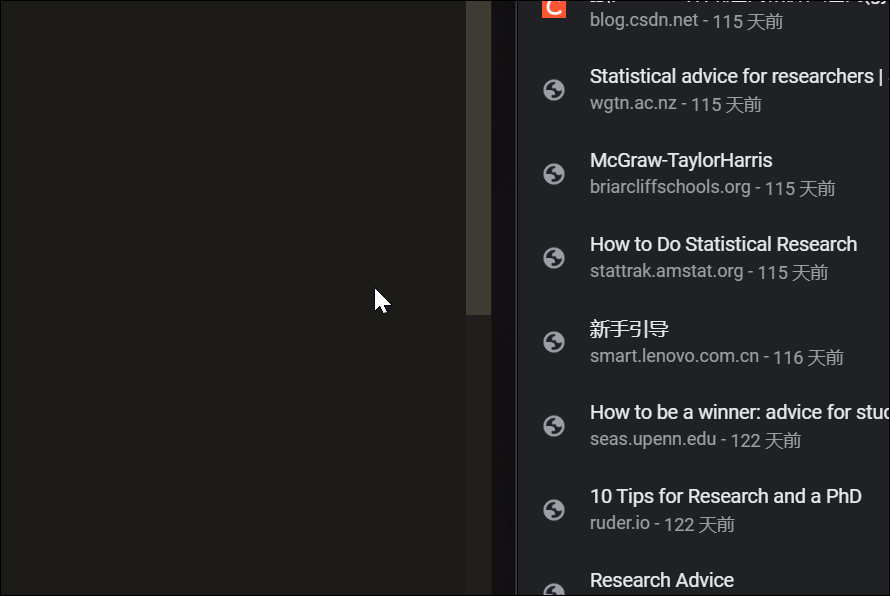 blog.csdn.net - 115 天前
Statistical advice for researchers |
wgtn.ac.nz - 115 天前
McGraw-TaylorHarris
briarcliffschools.org - 115 天前
How to Do Statistical Research
stattrak.amstat.org - 115 天前
新手引导
smart.lenovo.com.cn - 116 天前
How to be a winner: advice for stud
seas.upenn.edu - 122 天前
10 Tips for Research and a PhD
ruder.io - 122 天前
Research Advice